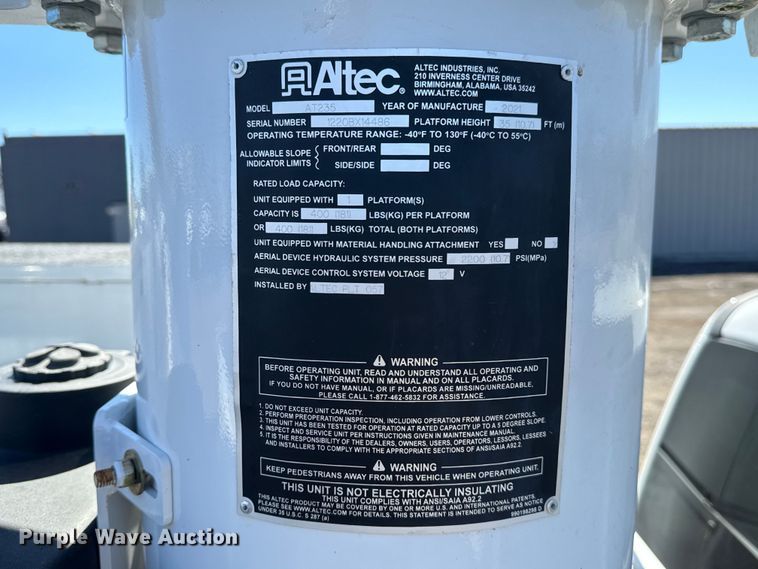 Altec®
ALTEC INDUSTRIES, INC.
210 INVERNESS CENTER DRIVE
BIRMINGHAM, ALABAMA, USA 35242
WWW.ALTEC.COM
MODEL AT235 YEAR OF MANUFACTURE 2021
SERIAL NUMBER 1220BX14486 PLATFORM HEIGHT 35 (10.7) FT (m)
OPERATING TEMPERATURE RANGE: -40°F TO 130°F (-40°C TO 55°C)
ALLOWABLE SLOPE INDICATOR LIMITS { FRONT/REAR DEG
SIDE/SIDE DEG
RATED LOAD CAPACITY:
UNIT EQUIPPED WITH 1 PLATFORM(S)
CAPACITY IS 400 (181) LBS(KG) PER PLATFORM
OR 400 (181) LBS(KG) TOTAL (BOTH PLATFORMS)
UNIT EQUIPPED WITH MATERIAL HANDLING ATTACHMENT YES NO
AERIAL DEVICE HYDRAULIC SYSTEM PRESSURE 2200 (10.7 PSI(MPa)
AERIAL DEVICE CONTROL SYSTEM VOLTAGE 12 V
INSTALLED BY ALTEC PLT 057
WARNING
BEFORE OPERATING UNIT, READ AND UNDERSTAND ALL OPERATING AND
SAFETY INFORMATION IN MANUAL AND ON ALL PLACARDS.
IF YOU DO NOT HAVE MANUAL, OR IF PLACARDS ARE MISSING/UNREADABLE,
PLEASE CALL 1-877-462-5832 FOR ASSISTANCE.
1. DO NOT EXCEED UNIT CAPACITY.
2. PERFORM PREOPERATION INSPECTION, INCLUDING OPERATION FROM LOWER CONTROLS.
3. THIS UNIT HAS BEEN TESTED FOR OPERATION AT RATED CAPACITY UP TO A 5 DEGREE SLOPE.
4. INSPECT AND SERVICE UNIT PER INSTRUCTIONS GIVEN IN MAINTENANCE MANUAL.
5. IT IS THE RESPONSIBILITY OF THE DEALERS, OWNERS, USERS, OPERATORS, LESSORS, LESSEES
AND INSTALLERS TO COMPLY WITH THE APPROPRIATE SECTIONS OF ANSI/SAIA A92.2.
WARNING
KEEP PEDESTRIANS AWAY FROM THIS VEHICLE WHEN OPERATING UNIT.
THIS UNIT IS NOT ELECTRICALLY INSULATING
THIS UNIT COMPLIES WITH ANSI/SAIA A92.2
THIS ALTEC PRODUCT MAY BE COVERED BY ONE OR MORE U.S. AND INTERNATIONAL PATENTS.
PLEASE SEE WWW.ALTEC.COM FOR DETAILS. THIS STATEMENT IS SERVING AS NOTICE
UNDER 35 U.S.C. § 287 (a)
990198298 D
Purple Wave Auction®